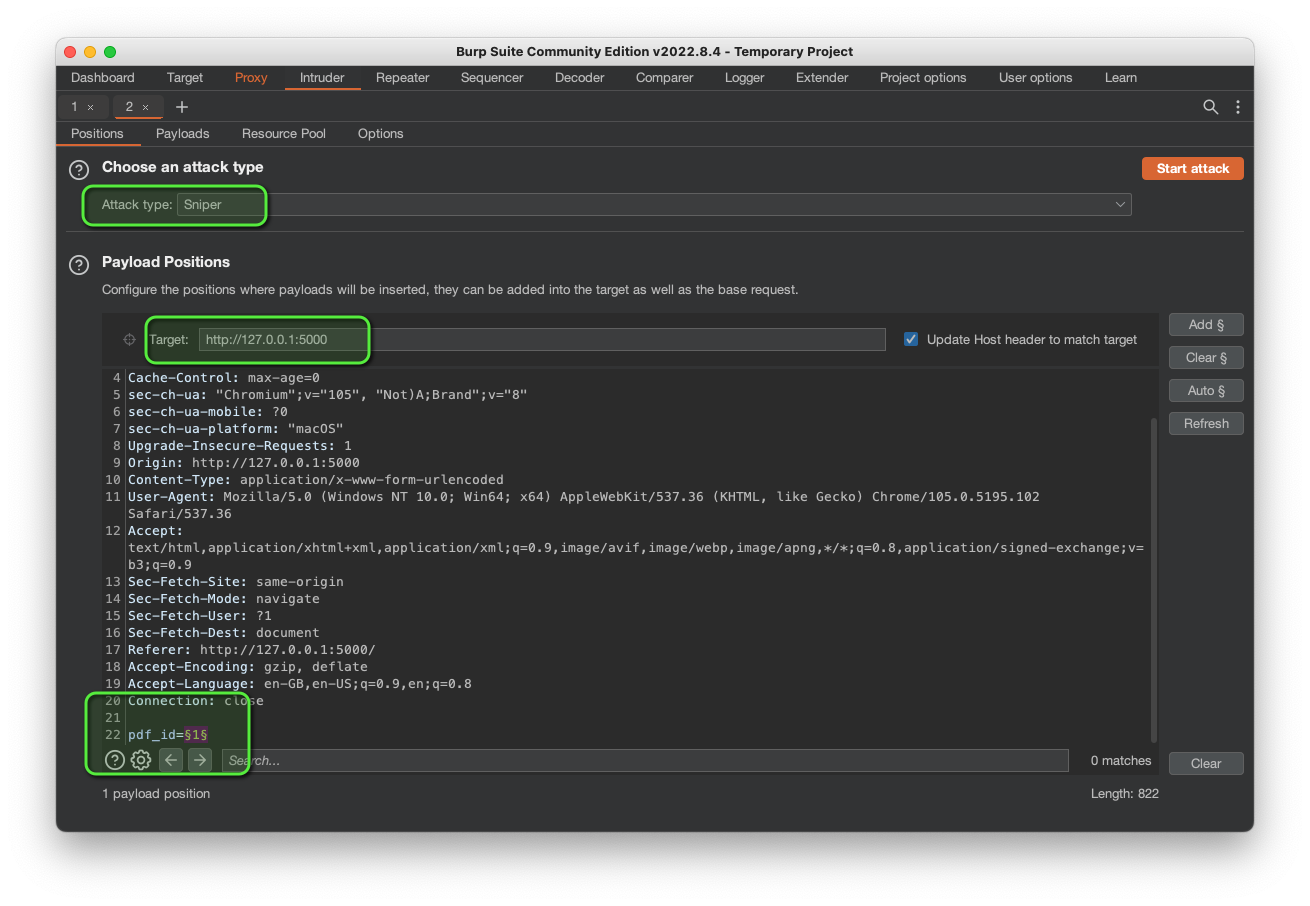 Burp Suite Community Edition v2022.8.4 - Temporary Project
Dashboard Target Proxy Intruder Repeater Sequencer Decoder Comparer Logger Extender Project options User options Learn
1 × 2 × +
Positions Payloads Resource Pool Options
? Choose an attack type Start attack
Attack type: Sniper
? Payload Positions
Configure the positions where payloads will be inserted, they can be added into the target as well as the base request.
Target: http://127.0.0.1:5000 Update Host header to match target
Add §
Clear §
Auto §
Refresh
4 Cache-Control: max-age=0
5 sec-ch-ua: "Chromium";v="105", "Not)A;Brand";v="8"
6 sec-ch-ua-mobile: ?0
7 sec-ch-ua-platform: "macOS"
8 Upgrade-Insecure-Requests: 1
9 Origin: http://127.0.0.1:5000
10 Content-Type: application/x-www-form-urlencoded
11 User-Agent: Mozilla/5.0 (Windows NT 10.0; Win64; x64) AppleWebKit/537.36 (KHTML, like Gecko) Chrome/105.0.5195.102
Safari/537.36
12 Accept:
text/html,application/xhtml+xml,application/xml;q=0.9,image/avif,image/webp,image/apng,*/*;q=0.8,application/signed-exchange;v=
b3;q=0.9
13 Sec-Fetch-Site: same-origin
14 Sec-Fetch-Mode: navigate
15 Sec-Fetch-User: ?1
16 Sec-Fetch-Dest: document
17 Referer: http://127.0.0.1:5000/
18 Accept-Encoding: gzip, deflate
19 Accept-Language: en-GB,en-US;q=0.9,en;q=0.8
20 Connection: close
21
22 pdf_id=§1§
? Search... 0 matches Clear
1 payload position Length: 822